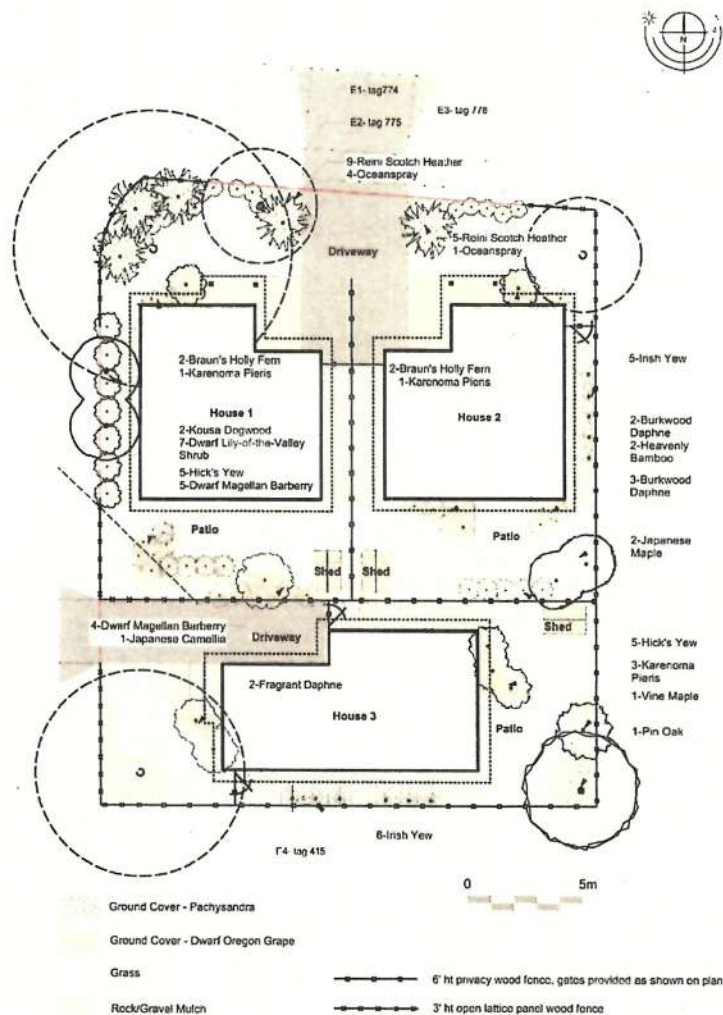 N
E1- tag774
E3- tag 778
E2- tag 775
9-Reini Scotch Heather
4-Oceanspray
5-Reini Scotch Heather
1-Oceanspray
Driveway
2-Braun's Holly Fern
1-Karenoma Pieris
House 1
2-Kousa Dogwood
7-Dwarf Lily-of-the-Valley
Shrub
5-Hick's Yew
5-Dwarf Magellan Barberry
2-Braun's Holly Fern
1-Karenoma Pieris
House 2
5-Irish Yew
2-Burkwood
Daphne
2-Heavenly
Bamboo
3-Burkwood
Daphne
2-Japanese
Maple
Patio
Shed
Shed
Patio
Shed
4-Dwarf Magellan Barberry
1-Japanese Camellia
Driveway
2-Fragrant Daphne
House 3
Patio
5-Hick's Yew
3-Karenoma
Pieris
1-Vine Maple
1-Pin Oak
6-Irish Yew
E4- tag 415
0 5m
Ground Cover - Pachysandra
Ground Cover - Dwarf Oregon Grape
Grass
Rock/Gravel Mulch
6' ht privacy wood fence, gates provided as shown on plan
3' ht open lattice panel wood fence